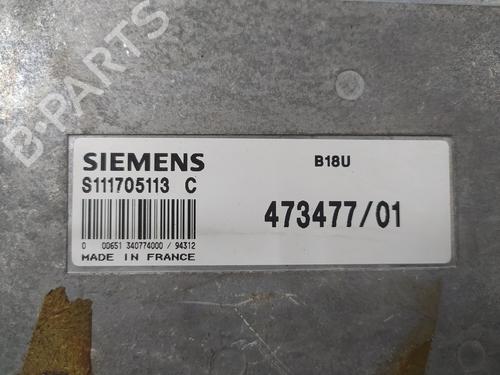 B-PARTS
SIEMENS
B18U
S111705113 C
473477/01
0 00651 340774000 / 94312
MADE IN FRANCE